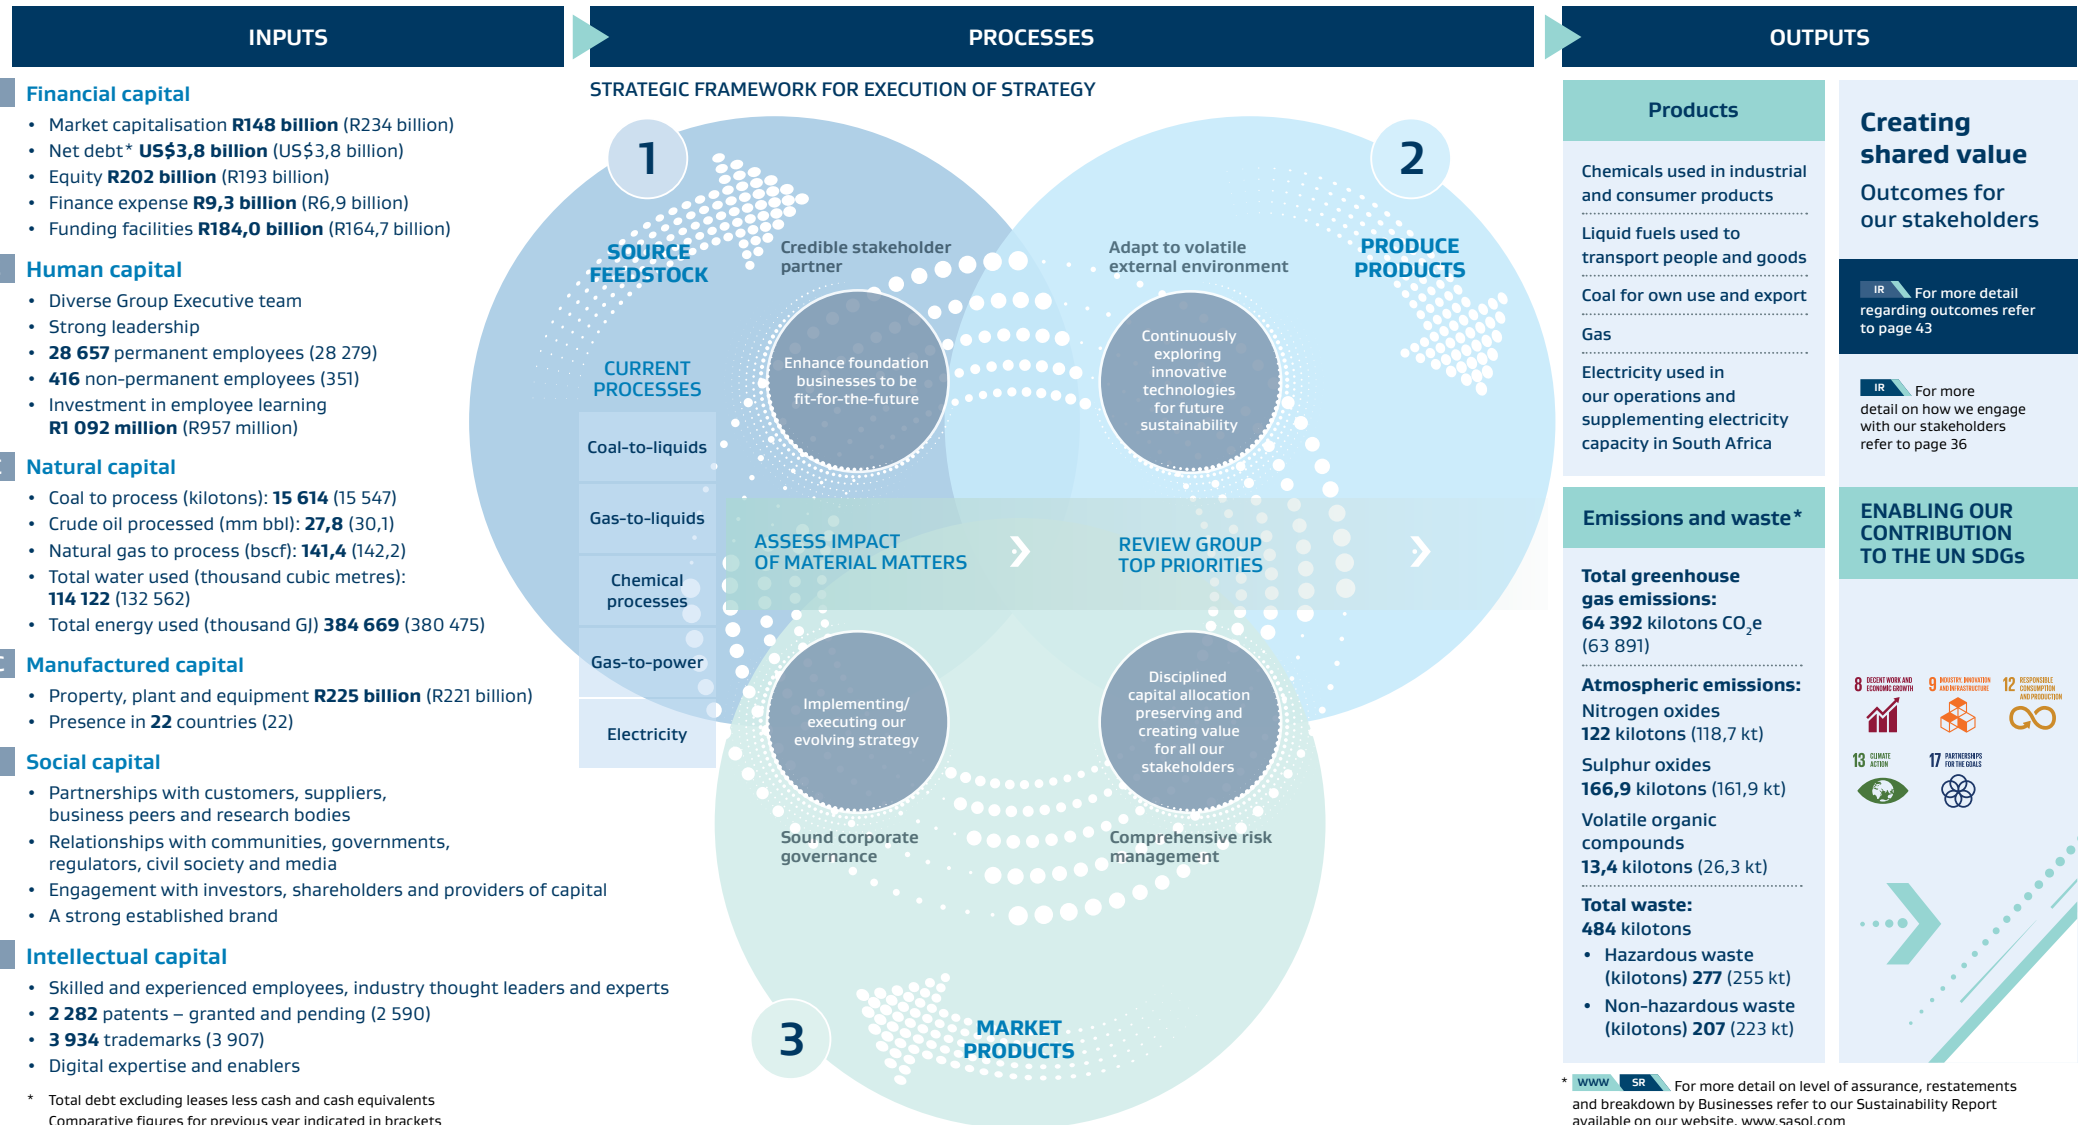 INPUTS
Financial capital
• Market capitalisation R148 billion (R234 billion)
• Net debt* US$3,8 billion (US$3,8 billion)
• Equity R202 billion (R193 billion)
• Finance expense R9,3 billion (R6,9 billion)
• Funding facilities R184,0 billion (R164,7 billion)
Human capital
• Diverse Group Executive team
• Strong leadership
• 28 657 permanent employees (28 279)
• 416 non-permanent employees (351)
• Investment in employee learning
R1 092 million (R957 million)
Natural capital
• Coal to process (kilotons): 15 614 (15 547)
• Crude oil processed (mm bbl): 27,8 (30,1)
• Natural gas to process (bscf): 141,4 (142,2)
• Total water used (thousand cubic metres):
114 122 (132 562)
• Total energy used (thousand GJ) 384 669 (380 475)
Manufactured capital
• Property, plant and equipment R225 billion (R221 billion)
• Presence in 22 countries (22)
Social capital
• Partnerships with customers, suppliers,
business peers and research bodies
• Relationships with communities, governments,
regulators, civil society and media
• Engagement with investors, shareholders and providers of capital
• A strong established brand
Intellectual capital
• Skilled and experienced employees, industry thought leaders and experts
• 2 282 patents – granted and pending (2 590)
• 3 934 trademarks (3 907)
• Digital expertise and enablers
* Total debt excluding leases less cash and cash equivalents
Comparative figures for previous year indicated in brackets
PROCESSES
STRATEGIC FRAMEWORK FOR EXECUTION OF STRATEGY
1
SOURCE
FEEDSTOCK
CURRENT
PROCESSES
Coal-to-liquids
Gas-to-liquids
Chemical
processes
Gas-to-power
Electricity
Credible stakeholder
partner
Enhance foundation
businesses to be
fit-for-the-future
2
PRODUCE
PRODUCTS
Adapt to volatile
external environment
Continuously
exploring
innovative
technologies
for future
sustainability
ASSESS IMPACT
OF MATERIAL MATTERS
REVIEW GROUP
TOP PRIORITIES
Implementing/
executing our
evolving strategy
Sound corporate
governance
Disciplined
capital allocation
preserving and
creating value
for all our
stakeholders
Comprehensive risk
management
3
MARKET
PRODUCTS
OUTPUTS
Products
Chemicals used in industrial
and consumer products
Liquid fuels used to
transport people and goods
Coal for own use and export
Gas
Electricity used in
our operations and
supplementing electricity
capacity in South Africa
Emissions and waste*
Total greenhouse
gas emissions:
64 392 kilotons CO₂e
(63 891)
Atmospheric emissions:
Nitrogen oxides
122 kilotons (118,7 kt)
Sulphur oxides
166,9 kilotons (161,9 kt)
Volatile organic
compounds
13,4 kilotons (26,3 kt)
Total waste:
484 kilotons
• Hazardous waste
(kilotons) 277 (255 kt)
• Non-hazardous waste
(kilotons) 207 (223 kt)
Creating
shared value
Outcomes for
our stakeholders
IR For more detail
regarding outcomes refer
to page 43
IR For more
detail on how we engage
with our stakeholders
refer to page 36
ENABLING OUR
CONTRIBUTION
TO THE UN SDGs
8 DECENT WORK AND
ECONOMIC GROWTH
9 INDUSTRY, INNOVATION
AND INFRASTRUCTURE
12 RESPONSIBLE
CONSUMPTION
AND PRODUCTION
13 CLIMATE
ACTION
17 PARTNERSHIPS
FOR THE GOALS
* WWW SR For more detail on level of assurance, restatements
and breakdown by Businesses refer to our Sustainability Report
available on our website, www.sasol.com